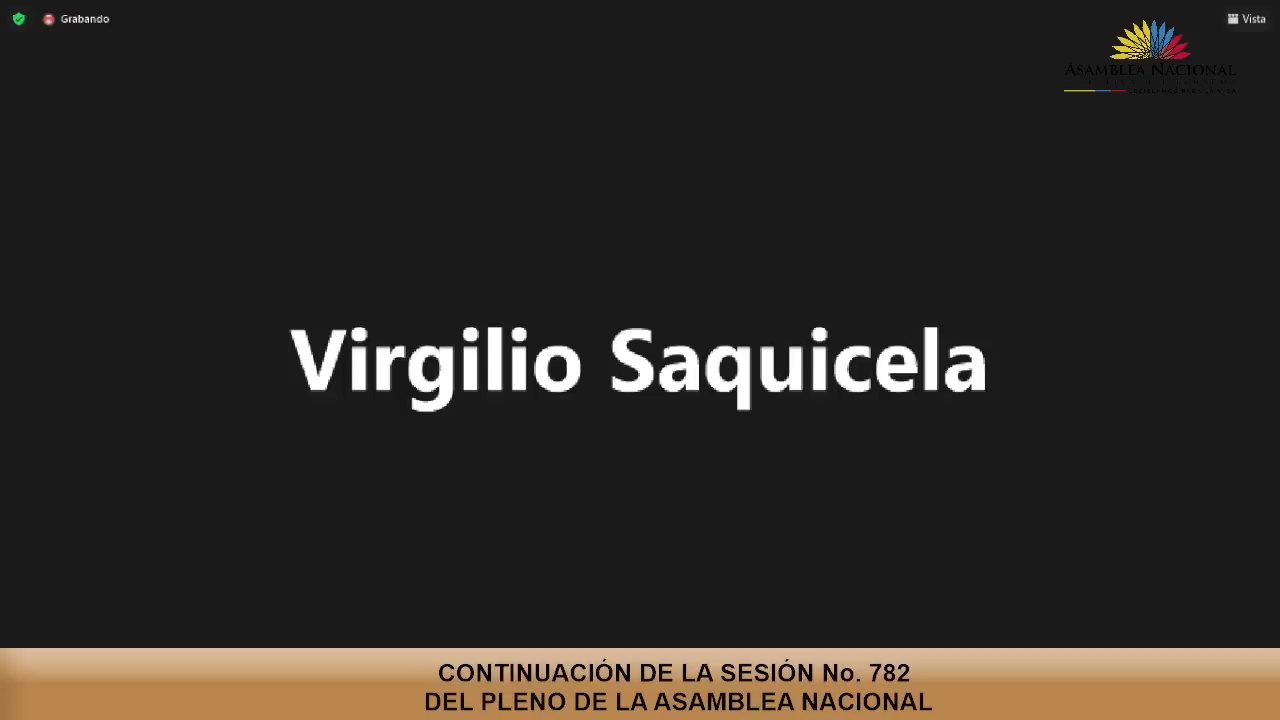 Grabando
Vista
ASAMBLEA NACIONAL
Virgilio Saquicela
CONTINUACIÓN DE LA SESIÓN No. 782
DEL PLENO DE LA ASAMBLEA NACIONAL